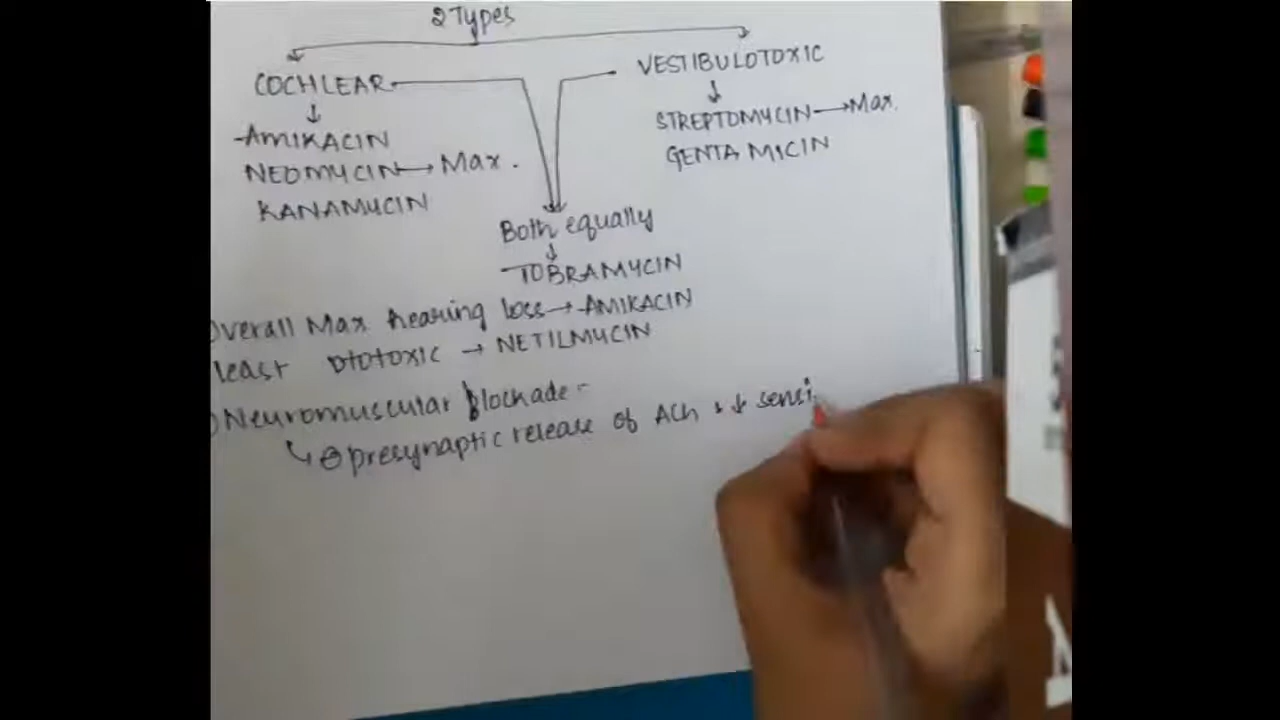 2 Types
COCHLEAR
VESTIBULOTOXIC
AMIKACIN
NEOMYCIN → Max.
KANAMYCIN
STREPTOMYCIN → Max.
GENTAMICIN
Both equally
TOBRAMYCIN
Overall Max hearing loss → AMIKACIN
least ototoxic → NETILMYCIN
Neuromuscular blockade -
↳ ⊖ presynaptic release of ACh & ↓ sensi